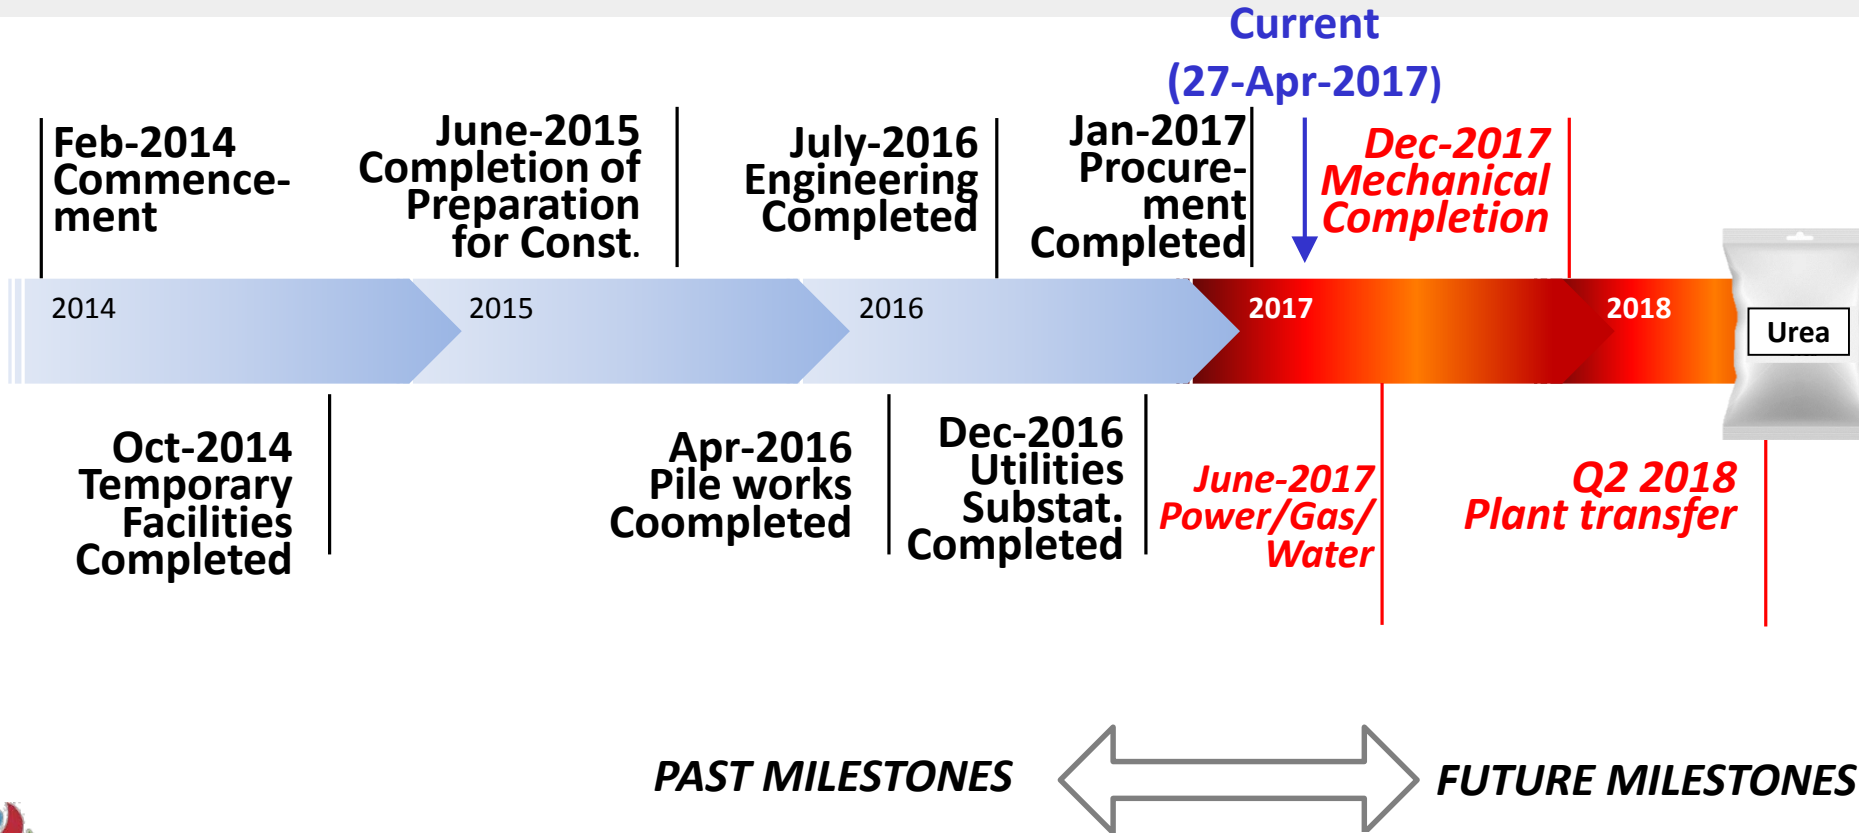 Current
(27-Apr-2017)
Feb-2014
Commence-
ment
June-2015
Completion of
Preparation
for Const.
July-2016
Engineering
Completed
Jan-2017
Procure-
ment
Completed
Dec-2017
Mechanical
Completion
2014
2015
2016
2017
2018
Urea
Oct-2014
Temporary
Facilities
Completed
Apr-2016
Pile works
Coompleted
Dec-2016
Utilities
Substat.
Completed
June-2017
Power/Gas/
Water
Q2 2018
Plant transfer
PAST MILESTONES
FUTURE MILESTONES